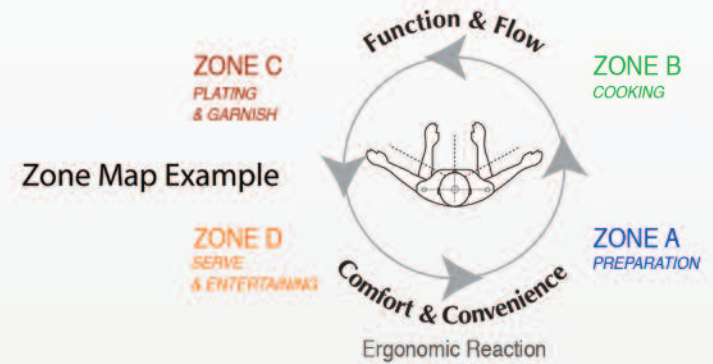 Function & Flow
ZONE C
PLATING
& GARNISH
ZONE B
COOKING
Zone Map Example
ZONE D
SERVE
& ENTERTAINING
ZONE A
PREPARATION
Comfort & Convenience
Ergonomic Reaction